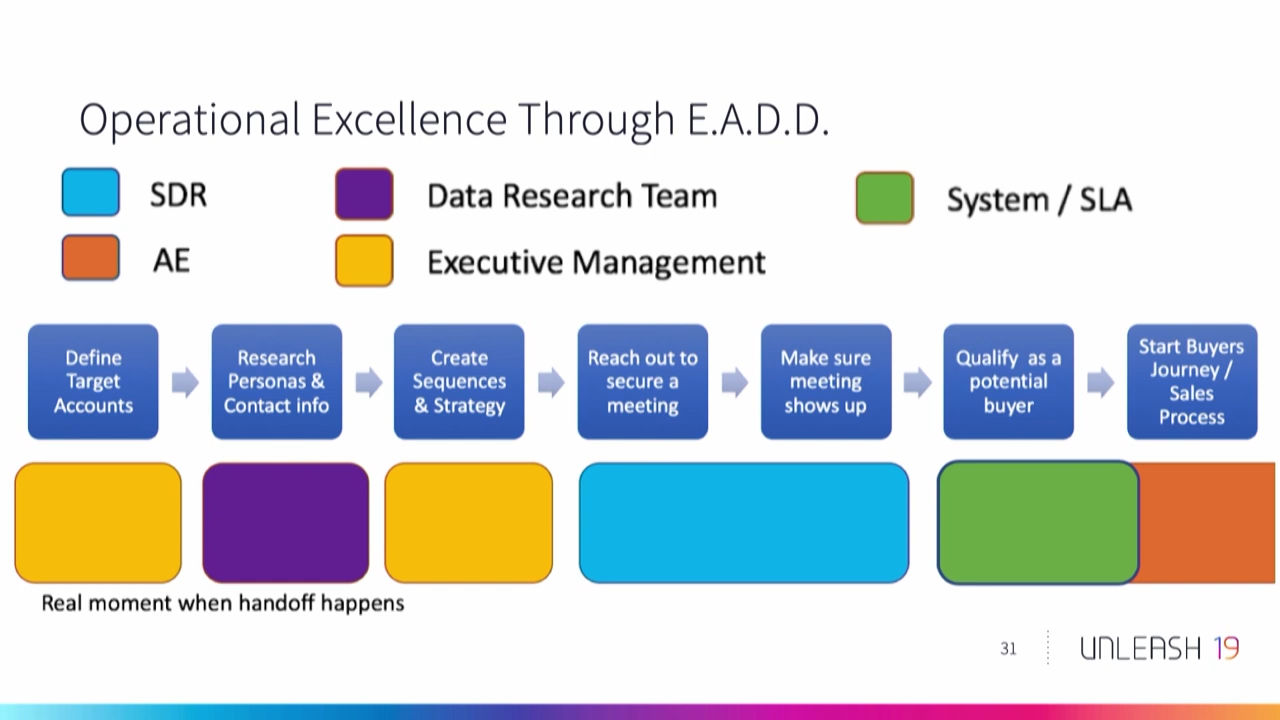 Operational Excellence Through E.A.D.D.
SDR
Data Research Team
System / SLA
AE
Executive Management
Define
Target
Accounts
Research
Personas &
Contact info
Create
Sequences
& Strategy
Reach out to
secure a
meeting
Make sure
meeting
shows up
Qualify as a
potential
buyer
Start Buyers
Journey /
Sales
Process
Real moment when handoff happens
31
UNLEASH 19